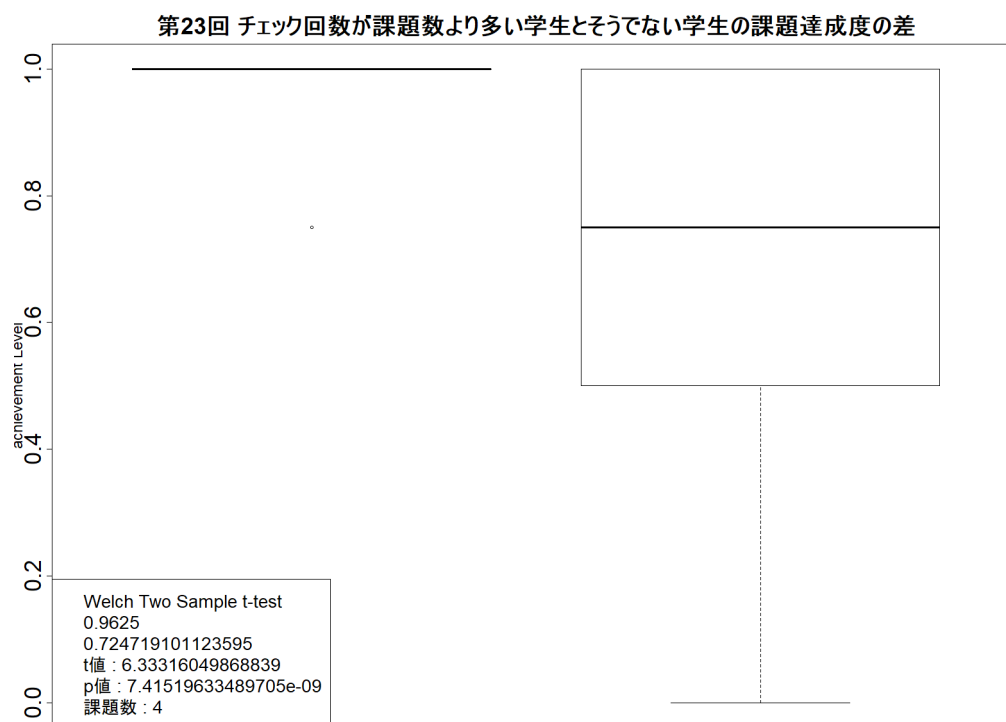 第23回 チェック回数が課題数より多い学生とそうでない学生の課題達成度の差
1.0
0.8
0.6
0.4
0.2
0.0
achievement Level
Welch Two Sample t-test
0.9625
0.724719101123595
t値 : 6.33316049868839
p値 : 7.41519633489705e-09
課題数 : 4